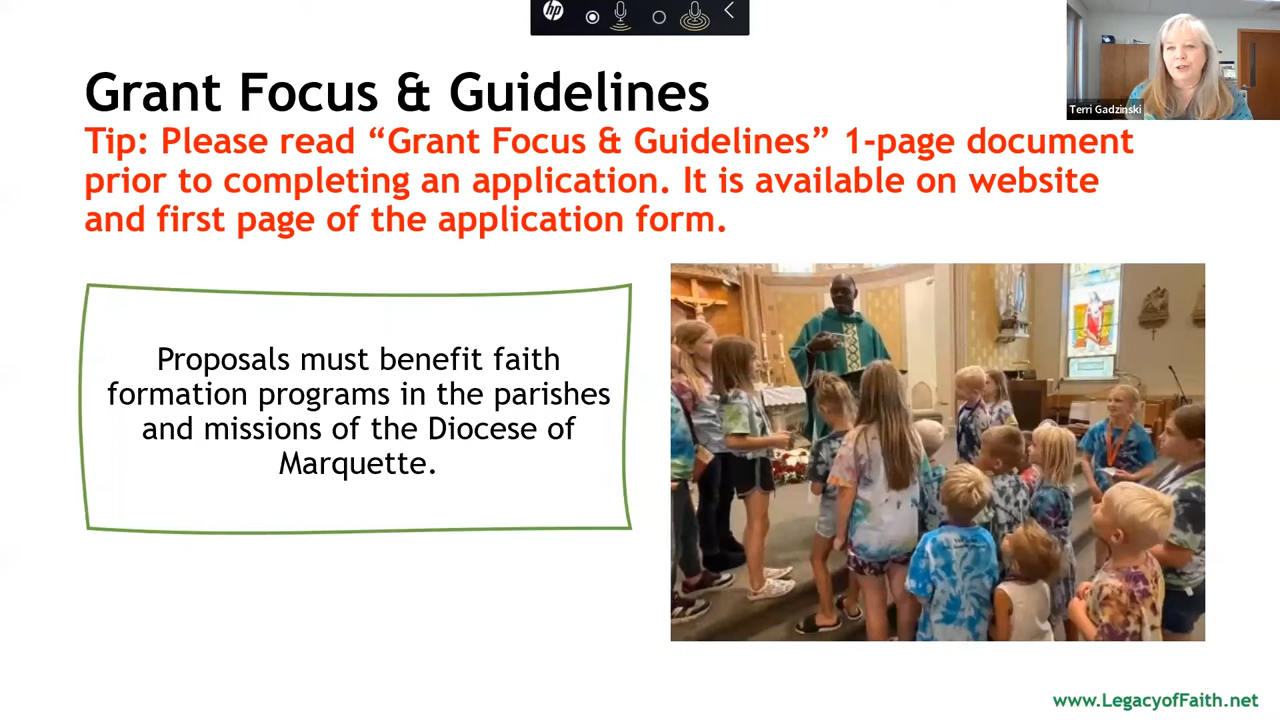 hp
Grant Focus & Guidelines
Terri Gadzinski
Tip: Please read “Grant Focus & Guidelines” 1-page document
prior to completing an application. It is available on website
and first page of the application form.
Proposals must benefit faith
formation programs in the parishes
and missions of the Diocese of
Marquette.
www.LegacyofFaith.net